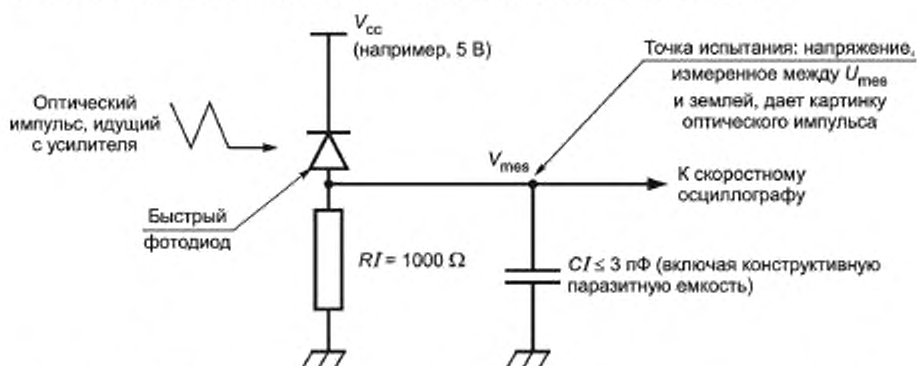 V_cc
(например, 5 В)
Точка испытания: напряжение,
измеренное между U_mes
и землей, дает картинку
оптического импульса
Оптический
импульс, идущий
с усилителя
V_mes
К скоростному
осциллографу
Быстрый
фотодиод
RI = 1000 Ω
CI ≤ 3 пФ (включая конструктивную
паразитную емкость)